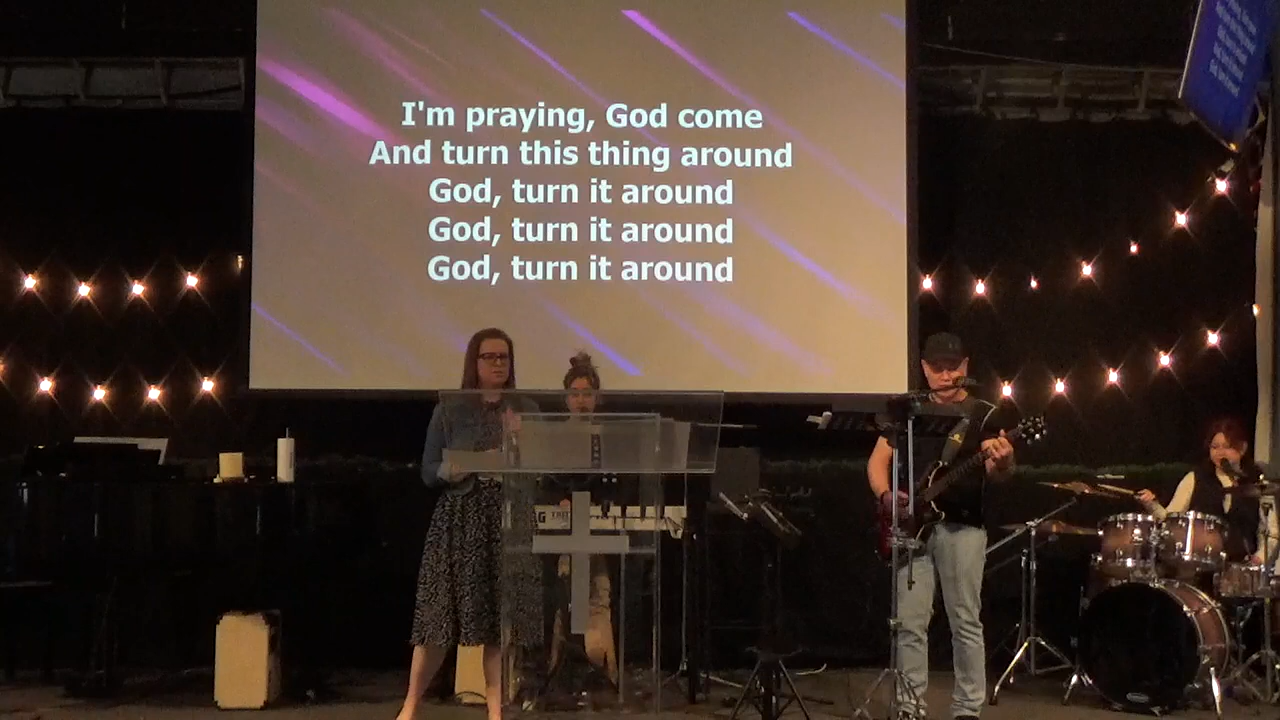 I'm praying, God come
And turn this thing around
God, turn it around
God, turn it around
God, turn it around